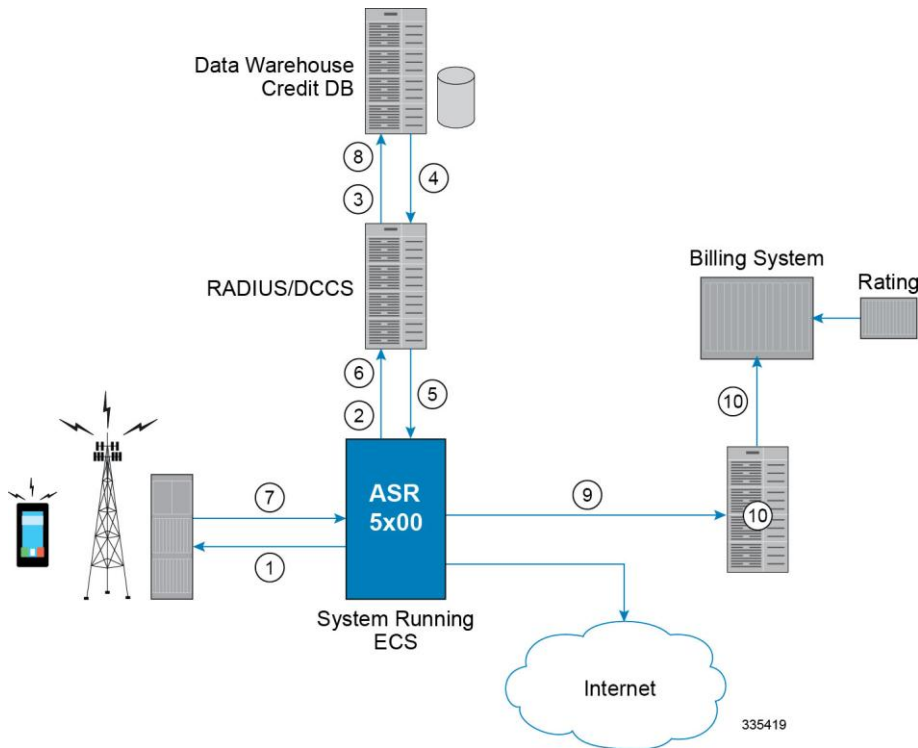 Data Warehouse
Credit DB
8
4
3
RADIUS/DCCS
Billing System
Rating
6
5
2
10
7
ASR
5x00
9
10
1
System Running
ECS
Internet
335419